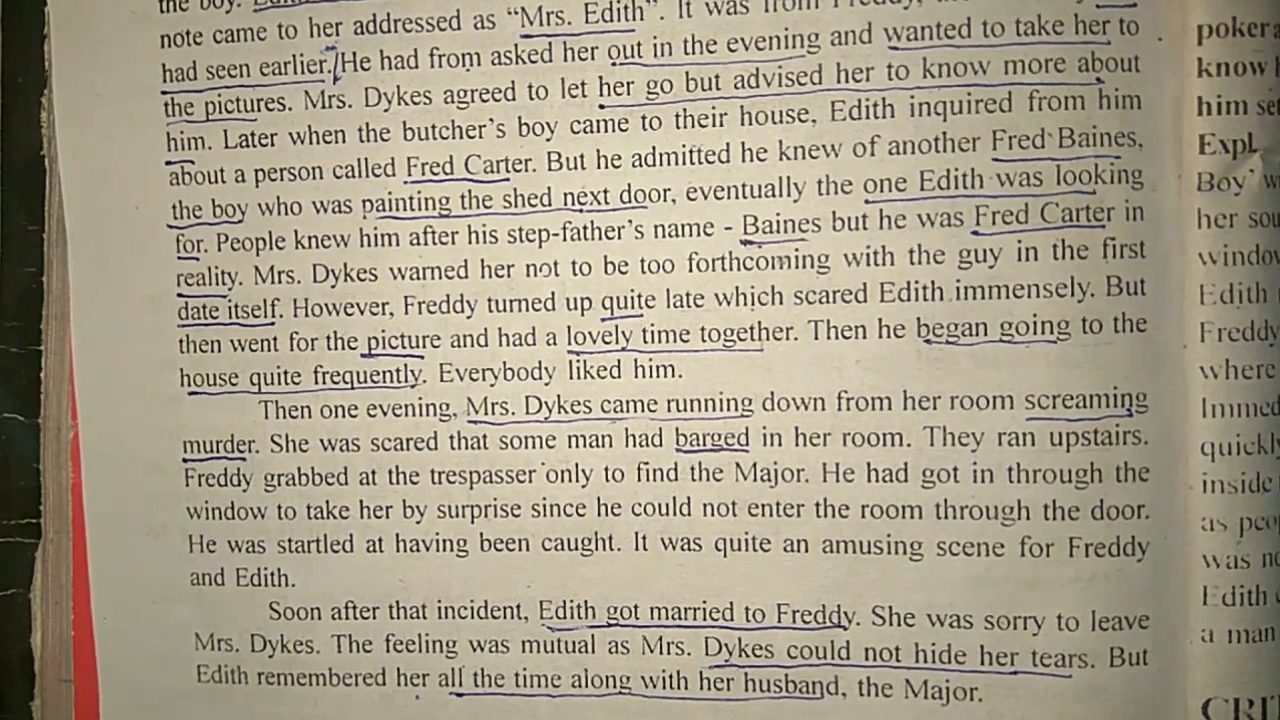 the boy.
note came to her addressed as “Mrs. Edith”. It was from Freddy,
had seen earlier. He had from asked her out in the evening and wanted to take her to
the pictures. Mrs. Dykes agreed to let her go but advised her to know more about
him. Later when the butcher’s boy came to their house, Edith inquired from him
about a person called Fred Carter. But he admitted he knew of another Fred Baines,
the boy who was painting the shed next door, eventually the one Edith was looking
for. People knew him after his step-father’s name - Baines but he was Fred Carter in
reality. Mrs. Dykes warned her not to be too forthcoming with the guy in the first
date itself. However, Freddy turned up quite late which scared Edith immensely. But
then went for the picture and had a lovely time together. Then he began going to the
house quite frequently. Everybody liked him.
Then one evening, Mrs. Dykes came running down from her room screaming
murder. She was scared that some man had barged in her room. They ran upstairs.
Freddy grabbed at the trespasser only to find the Major. He had got in through the
window to take her by surprise since he could not enter the room through the door.
He was startled at having been caught. It was quite an amusing scene for Freddy
and Edith.
Soon after that incident, Edith got married to Freddy. She was sorry to leave
Mrs. Dykes. The feeling was mutual as Mrs. Dykes could not hide her tears. But
Edith remembered her all the time along with her husband, the Major.
poker
know
him
Expl
Boy’
her
Edith
Freddy
where
quickly
inside
as
was
Edith
a man